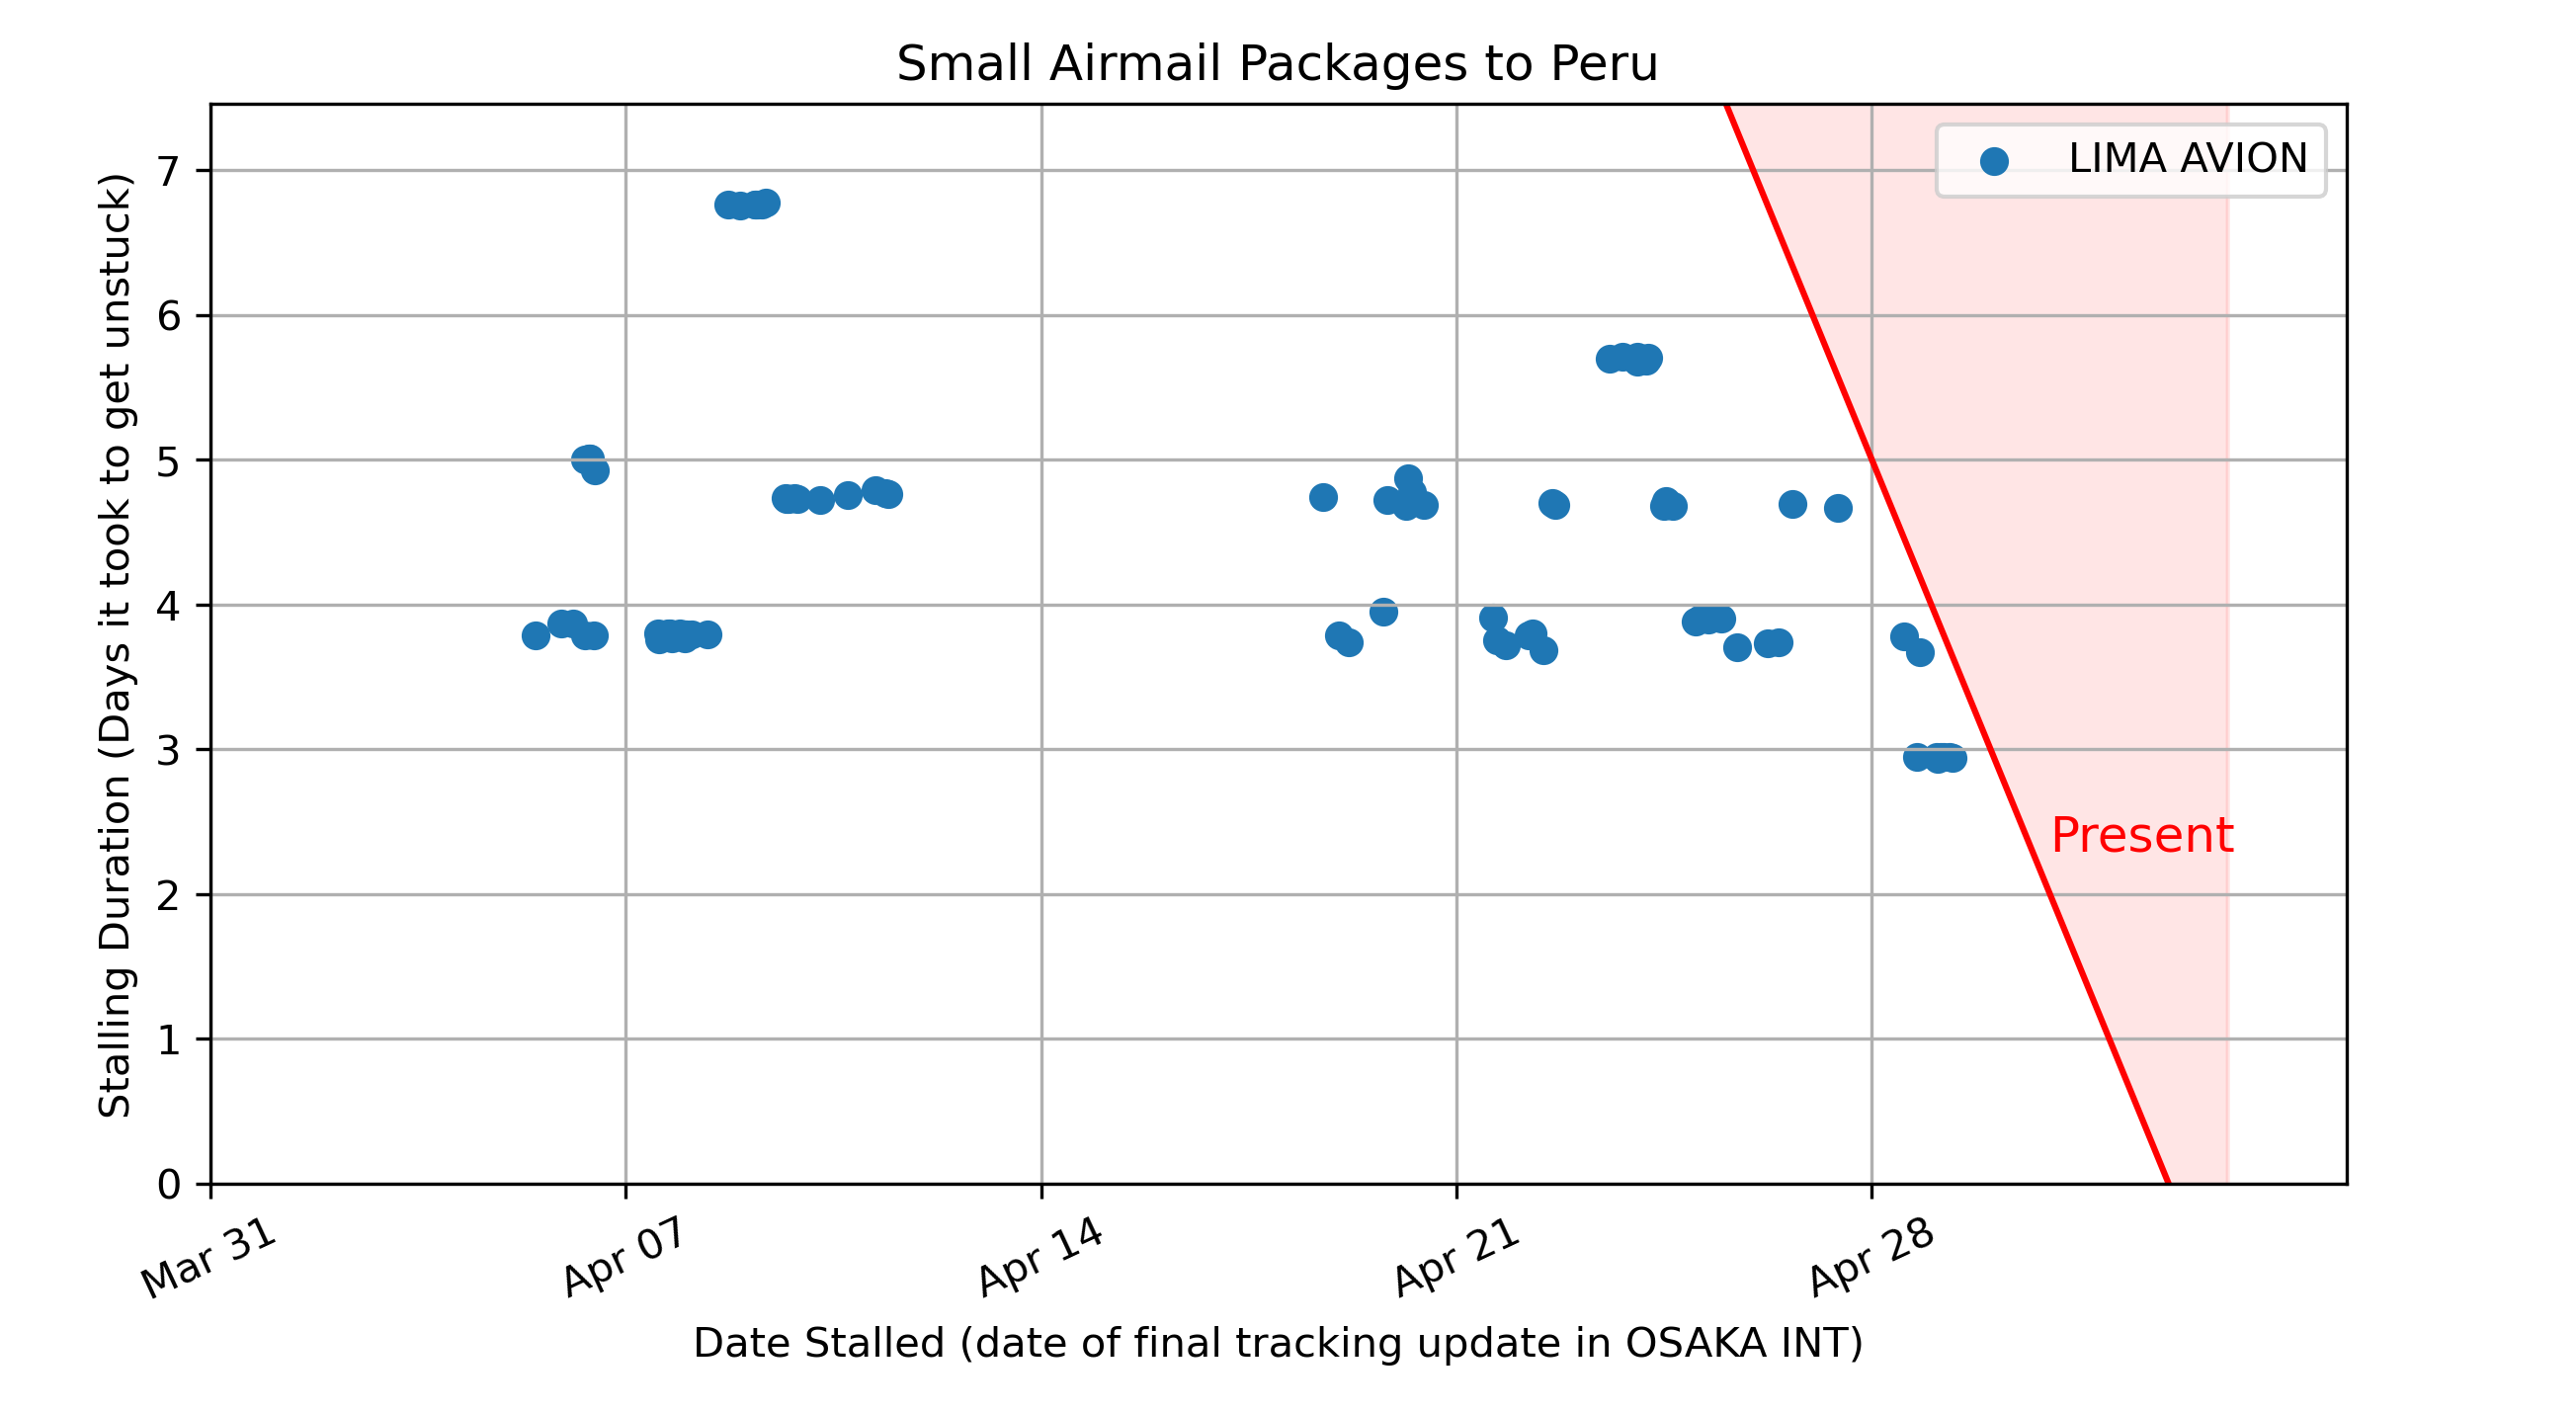 Small Airmail Packages to Peru
LIMA AVION
Stalling Duration (Days it took to get unstuck)
7
6
5
4
3
2
1
0
Present
Mar 31
Apr 07
Apr 14
Apr 21
Apr 28
Date Stalled (date of final tracking update in OSAKA INT)